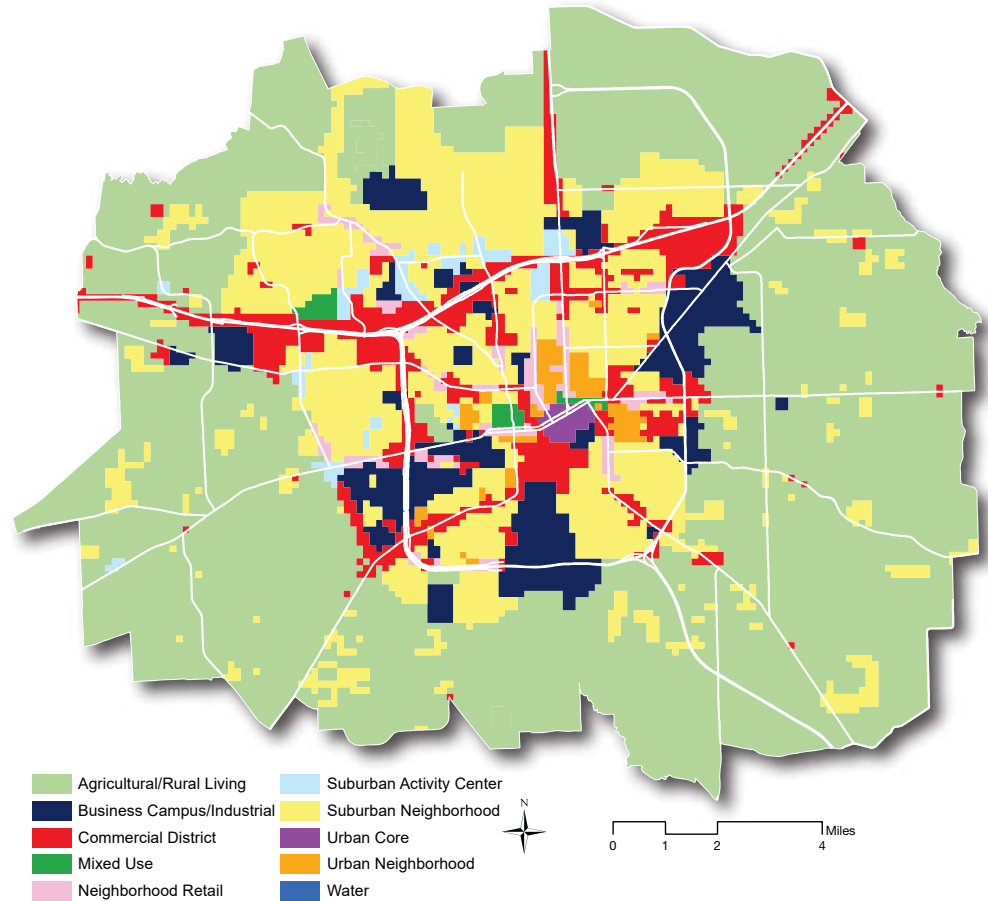 Agricultural/Rural Living
Business Campus/Industrial
Commercial District
Mixed Use
Neighborhood Retail
Suburban Activity Center
Suburban Neighborhood
Urban Core
Urban Neighborhood
Water
N
Miles
0 1 2 4